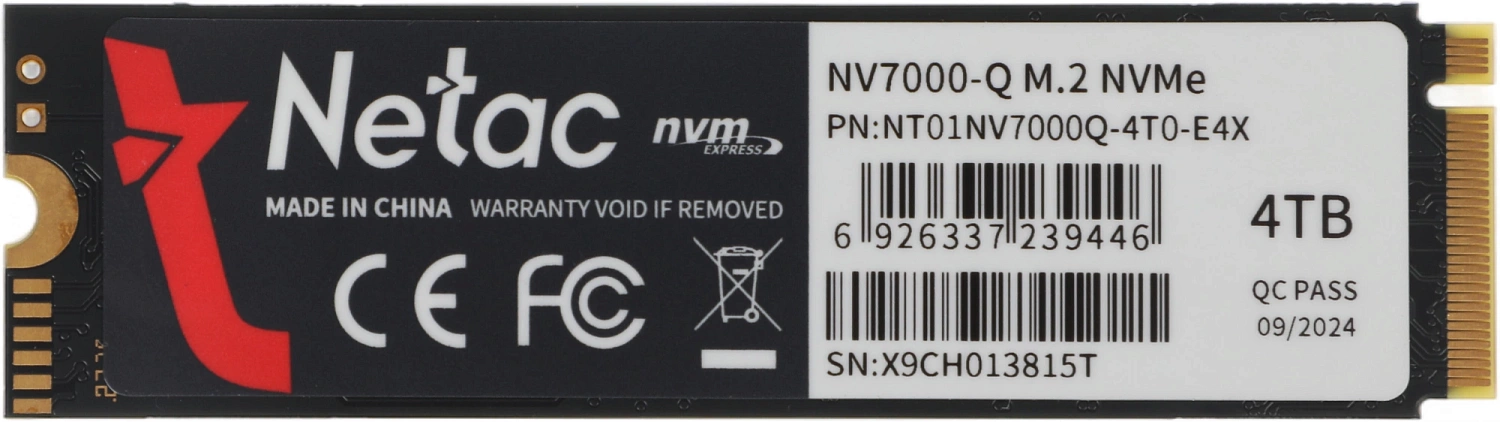 Netac
nvm
EXPRESS
MADE IN CHINA WARRANTY VOID IF REMOVED
CE FC
NV7000-Q M.2 NVMe
PN:NT01NV7000Q-4T0-E4X
6 926337 239446
SN:X9CH013815T
4TB
QC PASS
09/2024